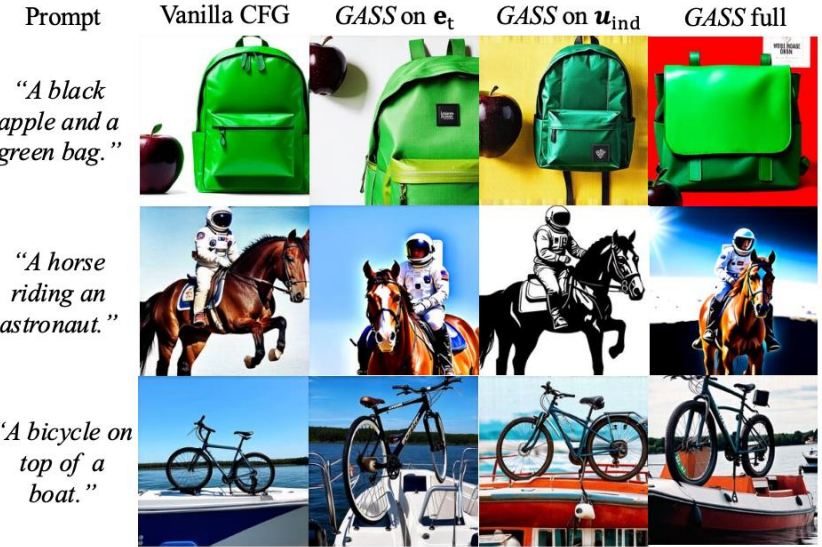 Prompt
Vanilla CFG
GASS on eₜ
GASS on u_ind
GASS full
“A black
apple and a
green bag.”
“A horse
riding an
astronaut.”
“A bicycle on
top of a
boat.”